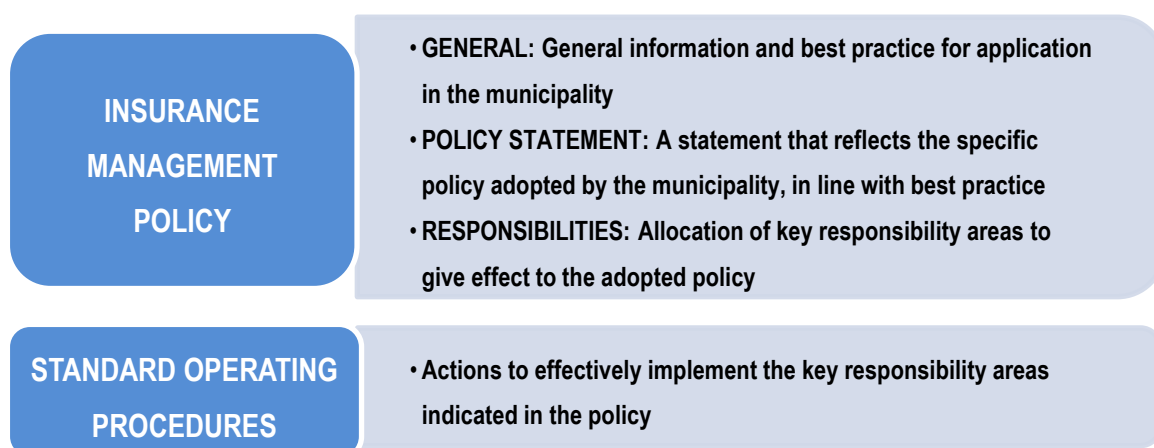 INSURANCE
MANAGEMENT
POLICY
• GENERAL: General information and best practice for application
in the municipality
• POLICY STATEMENT: A statement that reflects the specific
policy adopted by the municipality, in line with best practice
• RESPONSIBILITIES: Allocation of key responsibility areas to
give effect to the adopted policy
STANDARD OPERATING
PROCEDURES
• Actions to effectively implement the key responsibility areas
indicated in the policy